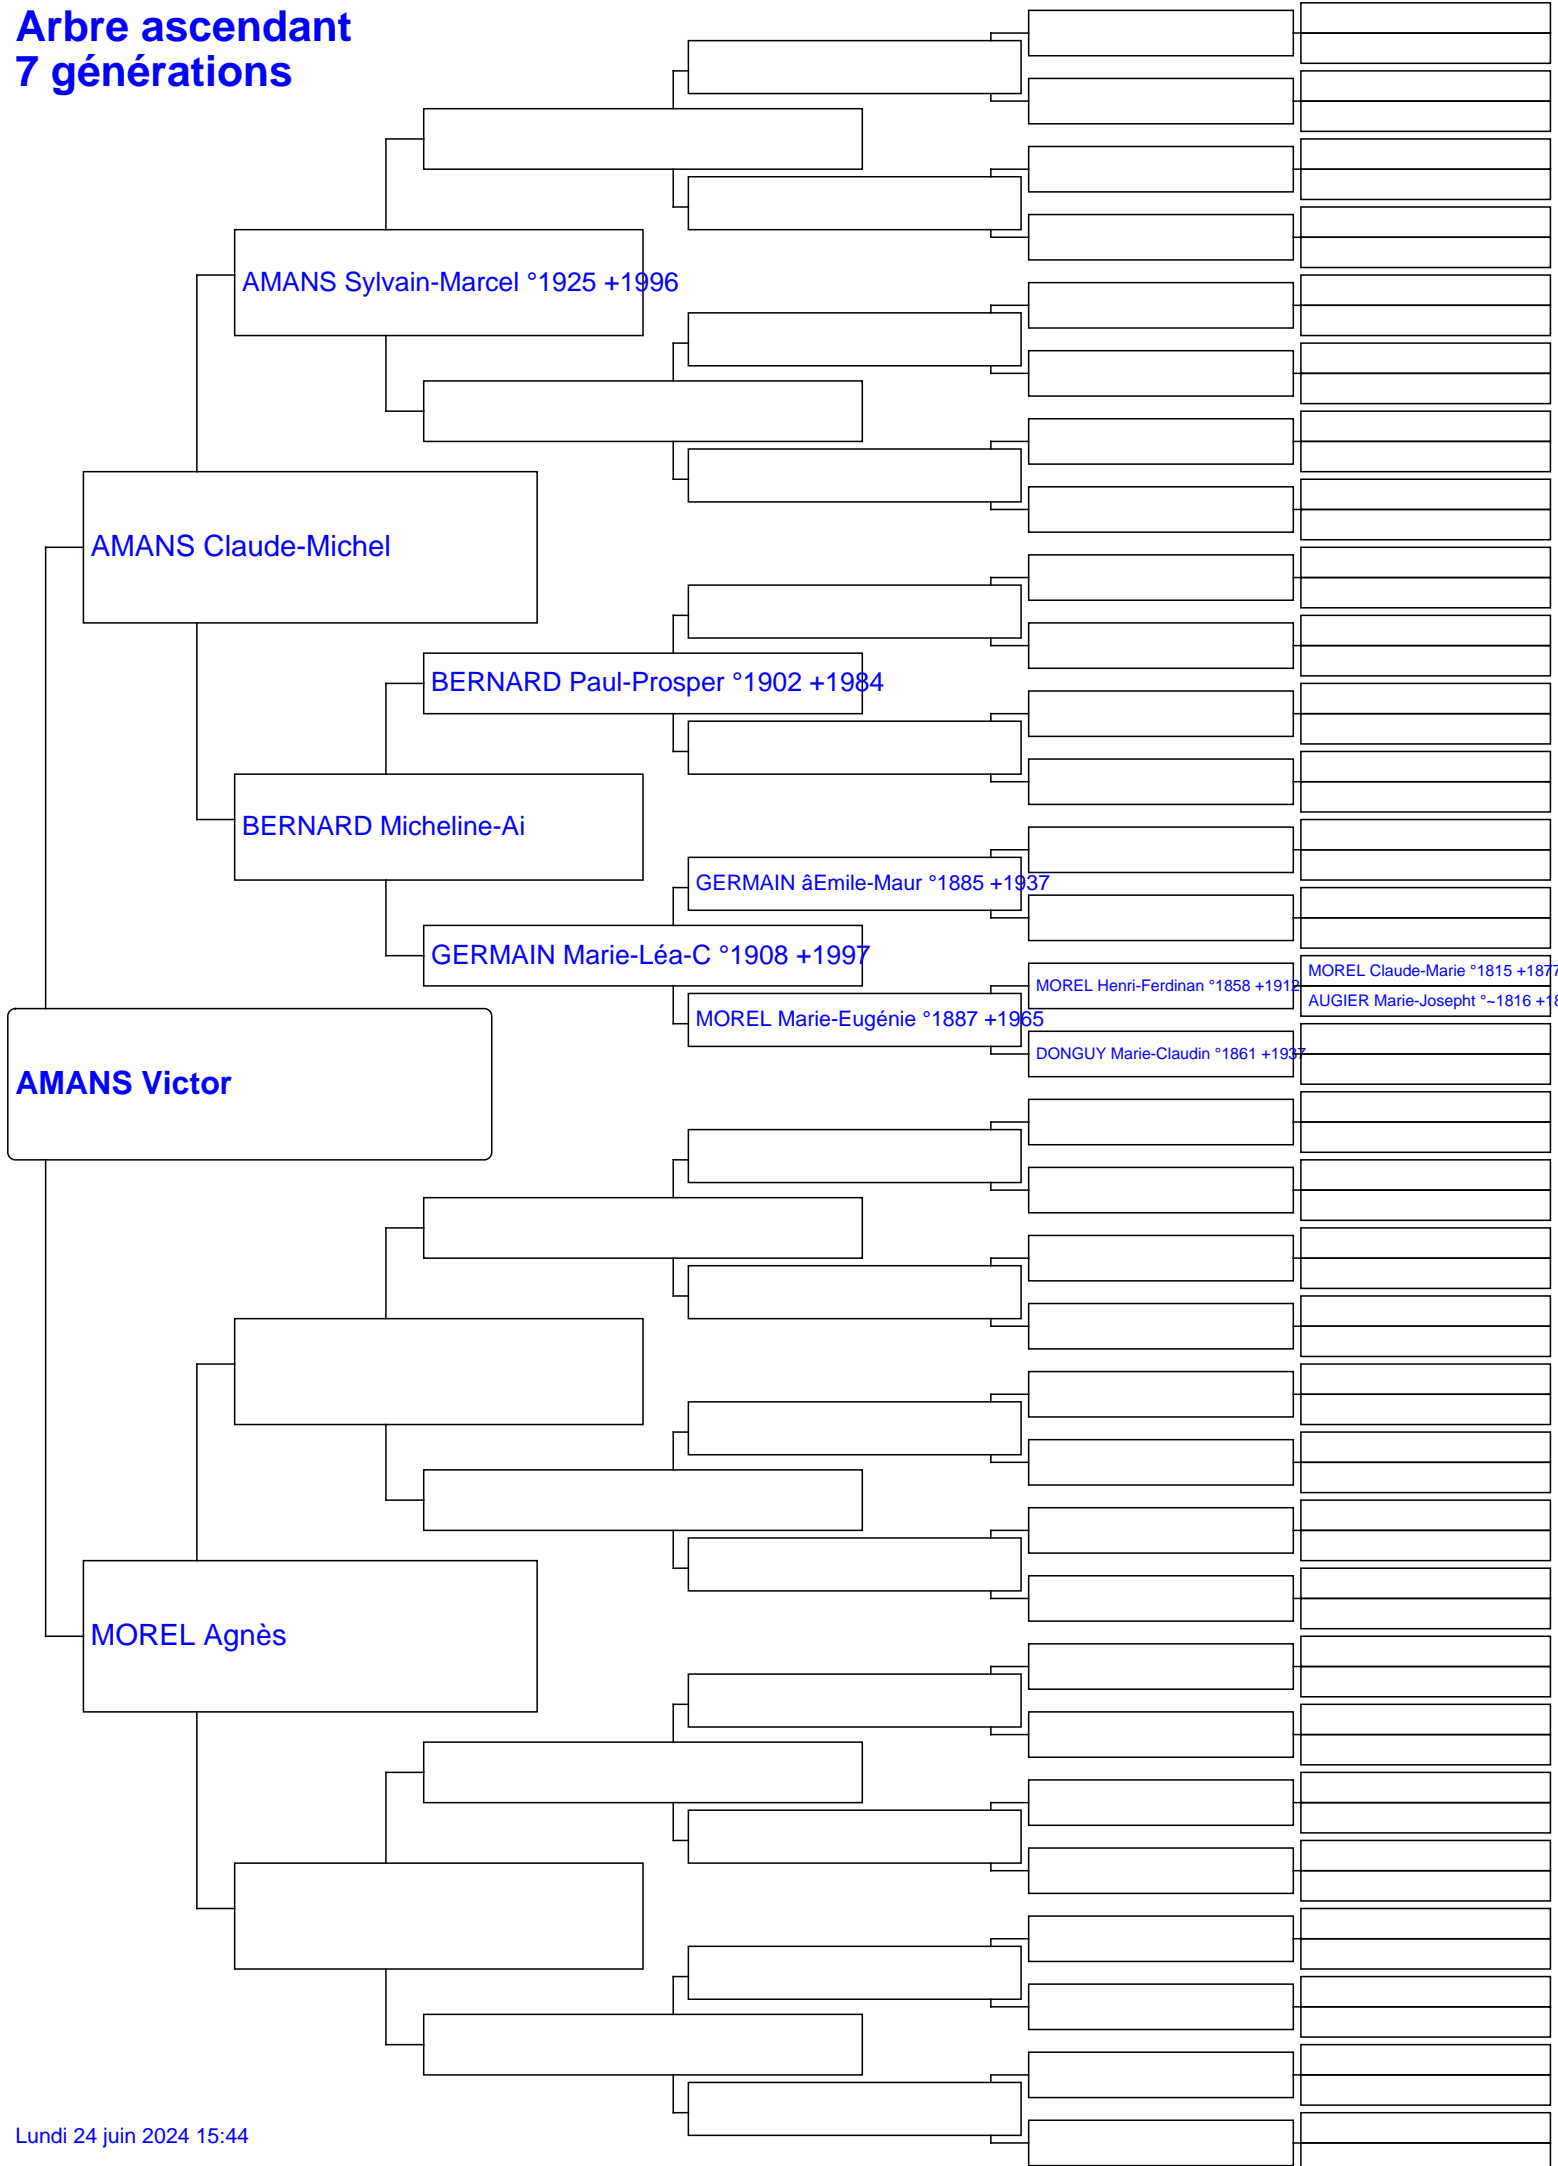 Arbre ascendant
7 générations
AMANS Sylvain-Marcel °1925 +1996
AMANS Claude-Michel
BERNARD Paul-Prosper °1902 +1984
BERNARD Micheline-Ai
GERMAIN âEmile-Maur °1885 +1937
GERMAIN Marie-Léa-C °1908 +1997
MOREL Claude-Marie °1815 +1877
MOREL Henri-Ferdinan °1858 +1912
AUGIER Marie-Josepht °~1816 +18
MOREL Marie-Eugénie °1887 +1965
DONGUY Marie-Claudin °1861 +1937
AMANS Victor
MOREL Agnès
Lundi 24 juin 2024 15:44